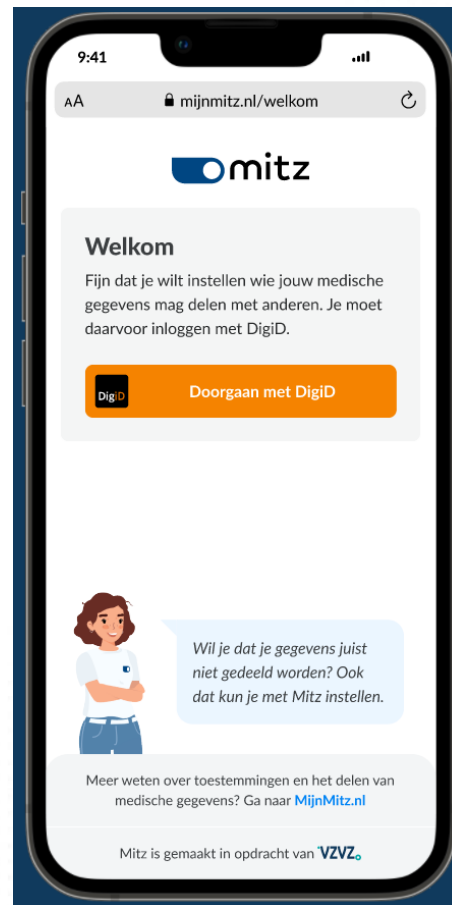 9:41
AA mijnmitz.nl/welkom
mitz
Welkom
Fijn dat je wilt instellen wie jouw medische
gegevens mag delen met anderen. Je moet
daarvoor inloggen met DigiD.
DigiD Doorgaan met DigiD
Wil je dat je gegevens juist
niet gedeeld worden? Ook
dat kun je met Mitz instellen.
Meer weten over toestemmingen en het delen van
medische gegevens? Ga naar MijnMitz.nl
Mitz is gemaakt in opdracht van VZVZ